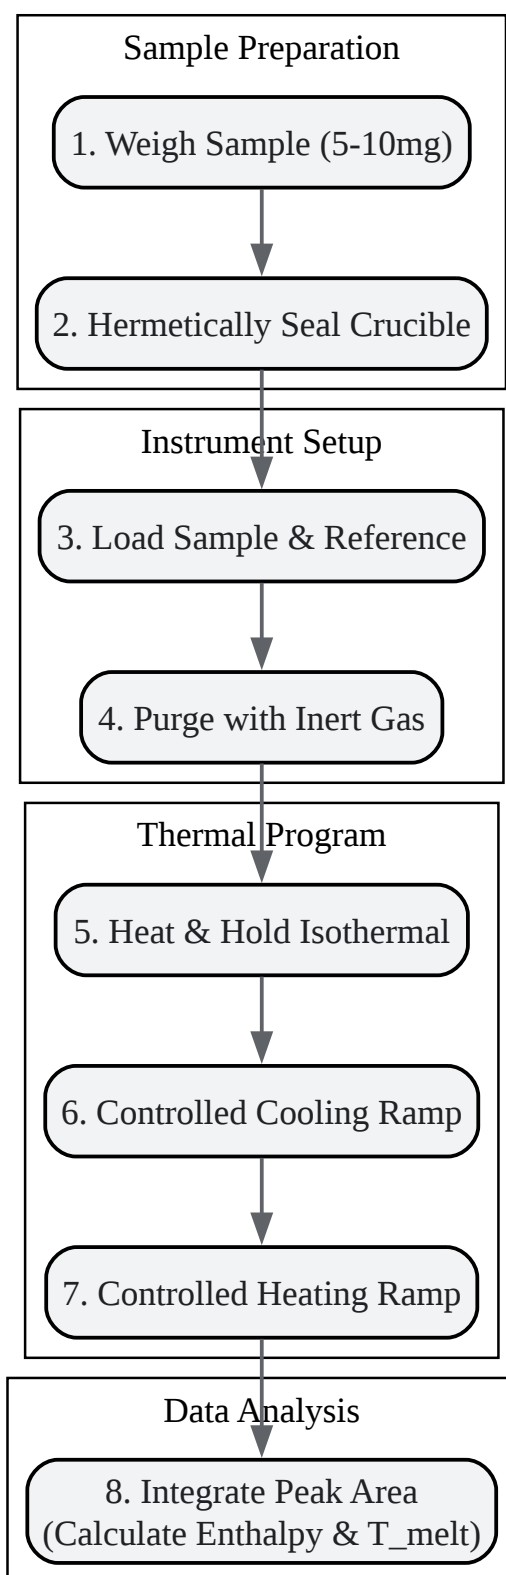 Sample Preparation
1. Weigh Sample (5-10mg)
2. Hermetically Seal Crucible
Instrument Setup
3. Load Sample & Reference
4. Purge with Inert Gas
Thermal Program
5. Heat & Hold Isothermal
6. Controlled Cooling Ramp
7. Controlled Heating Ramp
Data Analysis
8. Integrate Peak Area
(Calculate Enthalpy & T_melt)